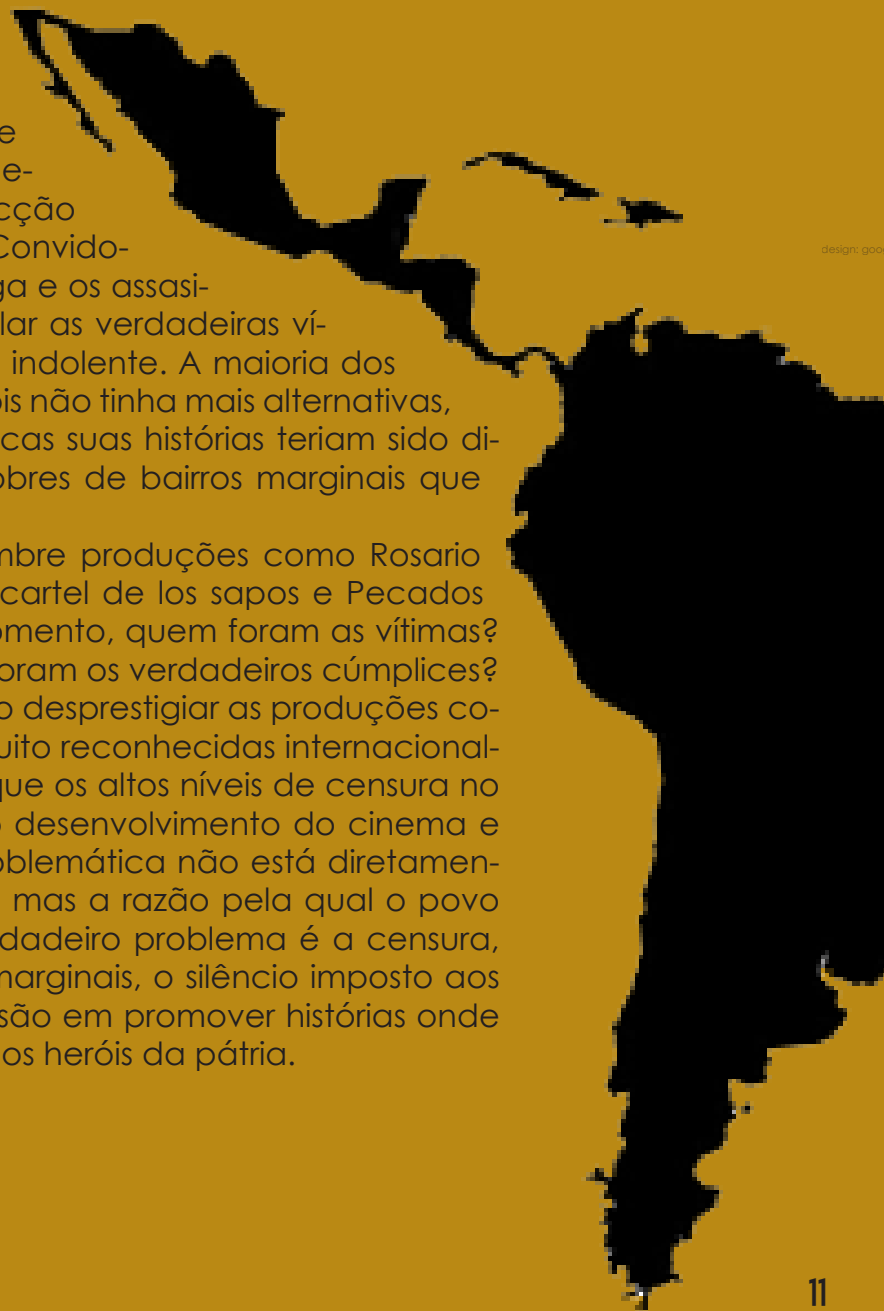 e
e-
cção
Convido-
ga e os assasi-
lar as verdadeiras ví-
indolente. A maioria dos
is não tinha mais alternativas,
cas suas histórias teriam sido di-
obres de bairros marginais que
mbre produções como Rosario
cartel de los sapos e Pecados
omento, quem foram as vítimas?
oram os verdadeiros cúmplices?
o desprestigiar as produções co-
uito reconhecidas internacional-
que os altos níveis de censura no
o desenvolvimento do cinema e
oblemática não está diretamen-
mas a razão pela qual o povo
dadeiro problema é a censura,
marginais, o silêncio imposto aos
são em promover histórias onde
os heróis da pátria.
design: goo
11